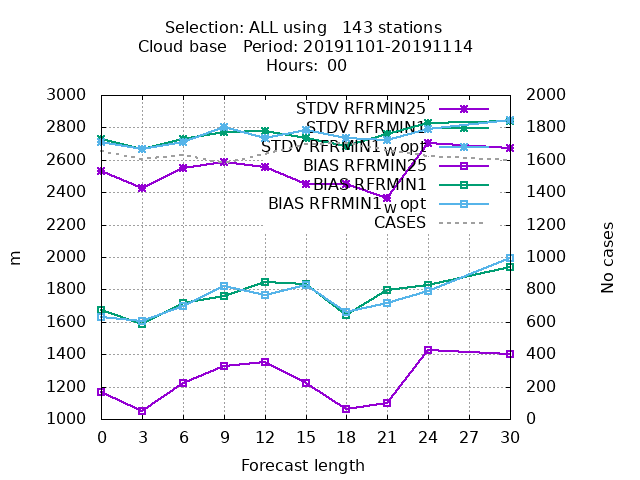 Selection: ALL using   143 stations
Cloud base   Period: 20191101-20191114
Hours:  00
3000
2800
2600
2400
2200
2000
1800
1600
1400
1200
1000
m
STDV RFRMIN25
STDV RFRMIN1
STDV RFRMIN1_W opt
BIAS RFRMIN25
BIAS RFRMIN1
BIAS RFRMIN1_W opt
CASES
2000
1800
1600
1400
1200
1000
800
600
400
200
0
No cases
0 3 6 9 12 15 18 21 24 27 30
Forecast length